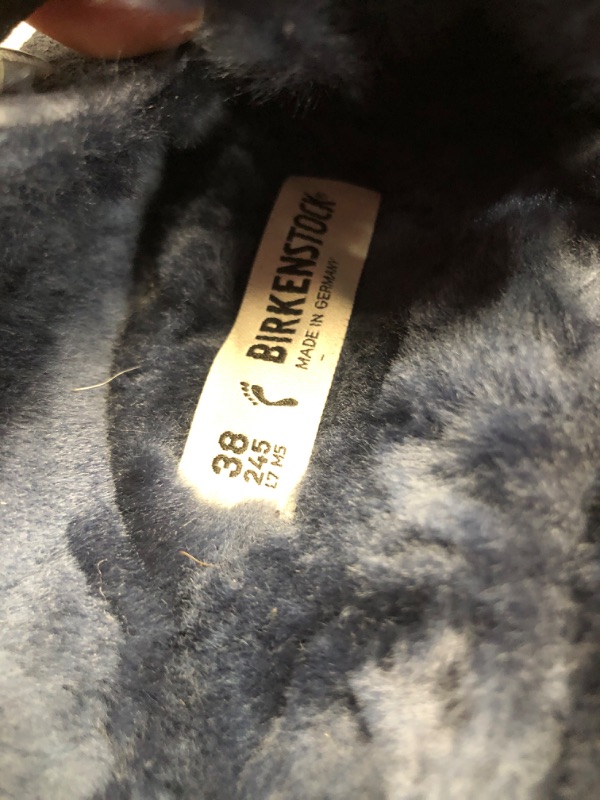 BIRKENSTOCK®
MADE IN GERMANY
38
245
L7 M5